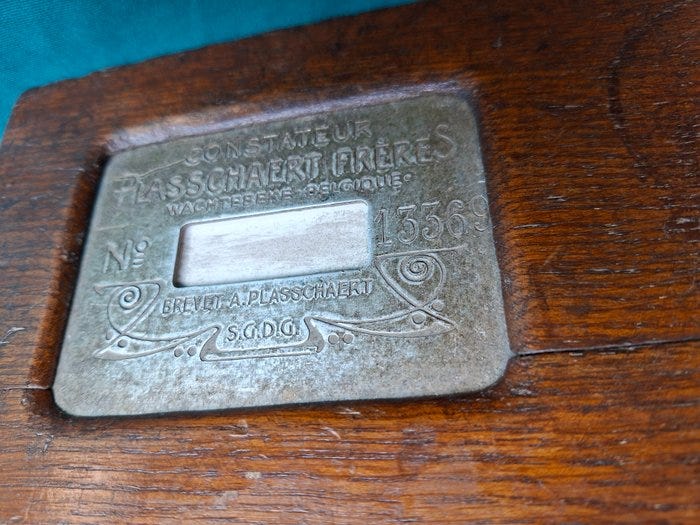 CONSTATEUR
PLASSCHAERT FRÈRES
WACHTEBEKE-BELGIQUE.
No 13369
BREVET A.PLASSCHAERT
S.G.D.G.